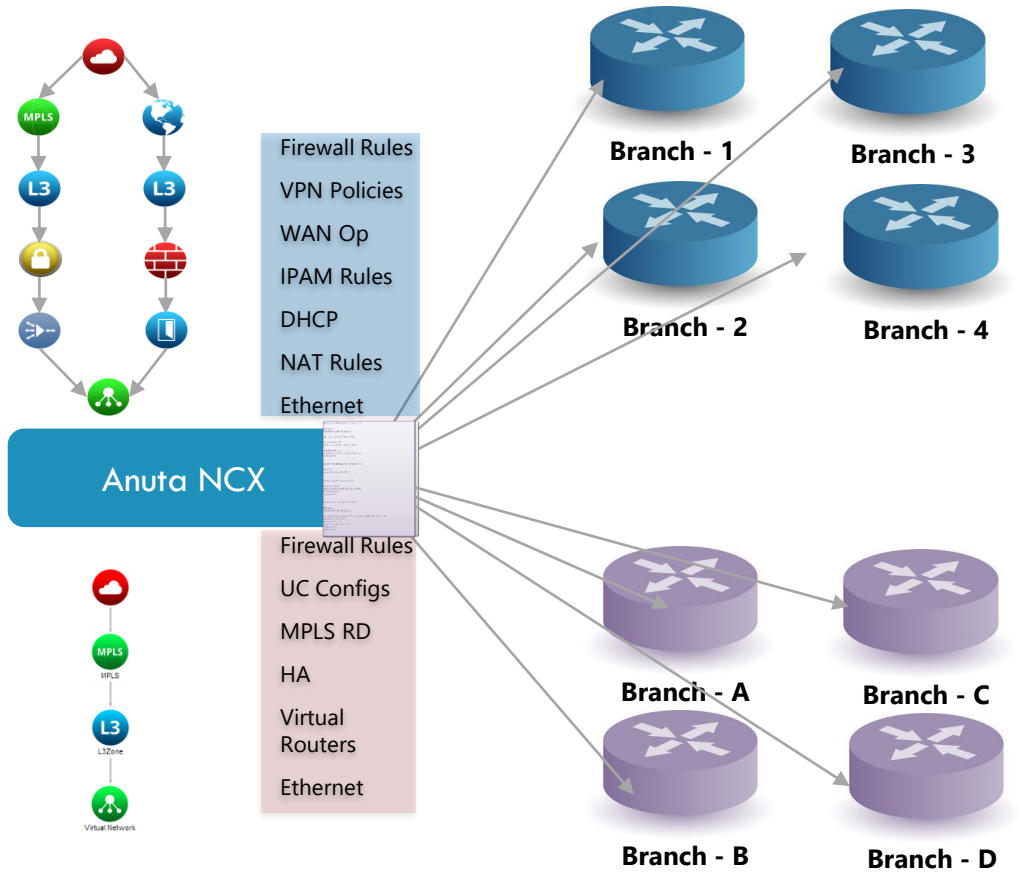 MPLS
L3
L3
Firewall Rules
VPN Policies
WAN Op
IPAM Rules
DHCP
NAT Rules
Ethernet
Branch - 1
Branch - 3
Branch - 2
Branch - 4
Anuta NCX
Firewall Rules
UC Configs
MPLS RD
HA
Virtual
Routers
Ethernet
MPLS
MPLS
L3
L3Zone
Virtual Network
Branch - A
Branch - C
Branch - B
Branch - D